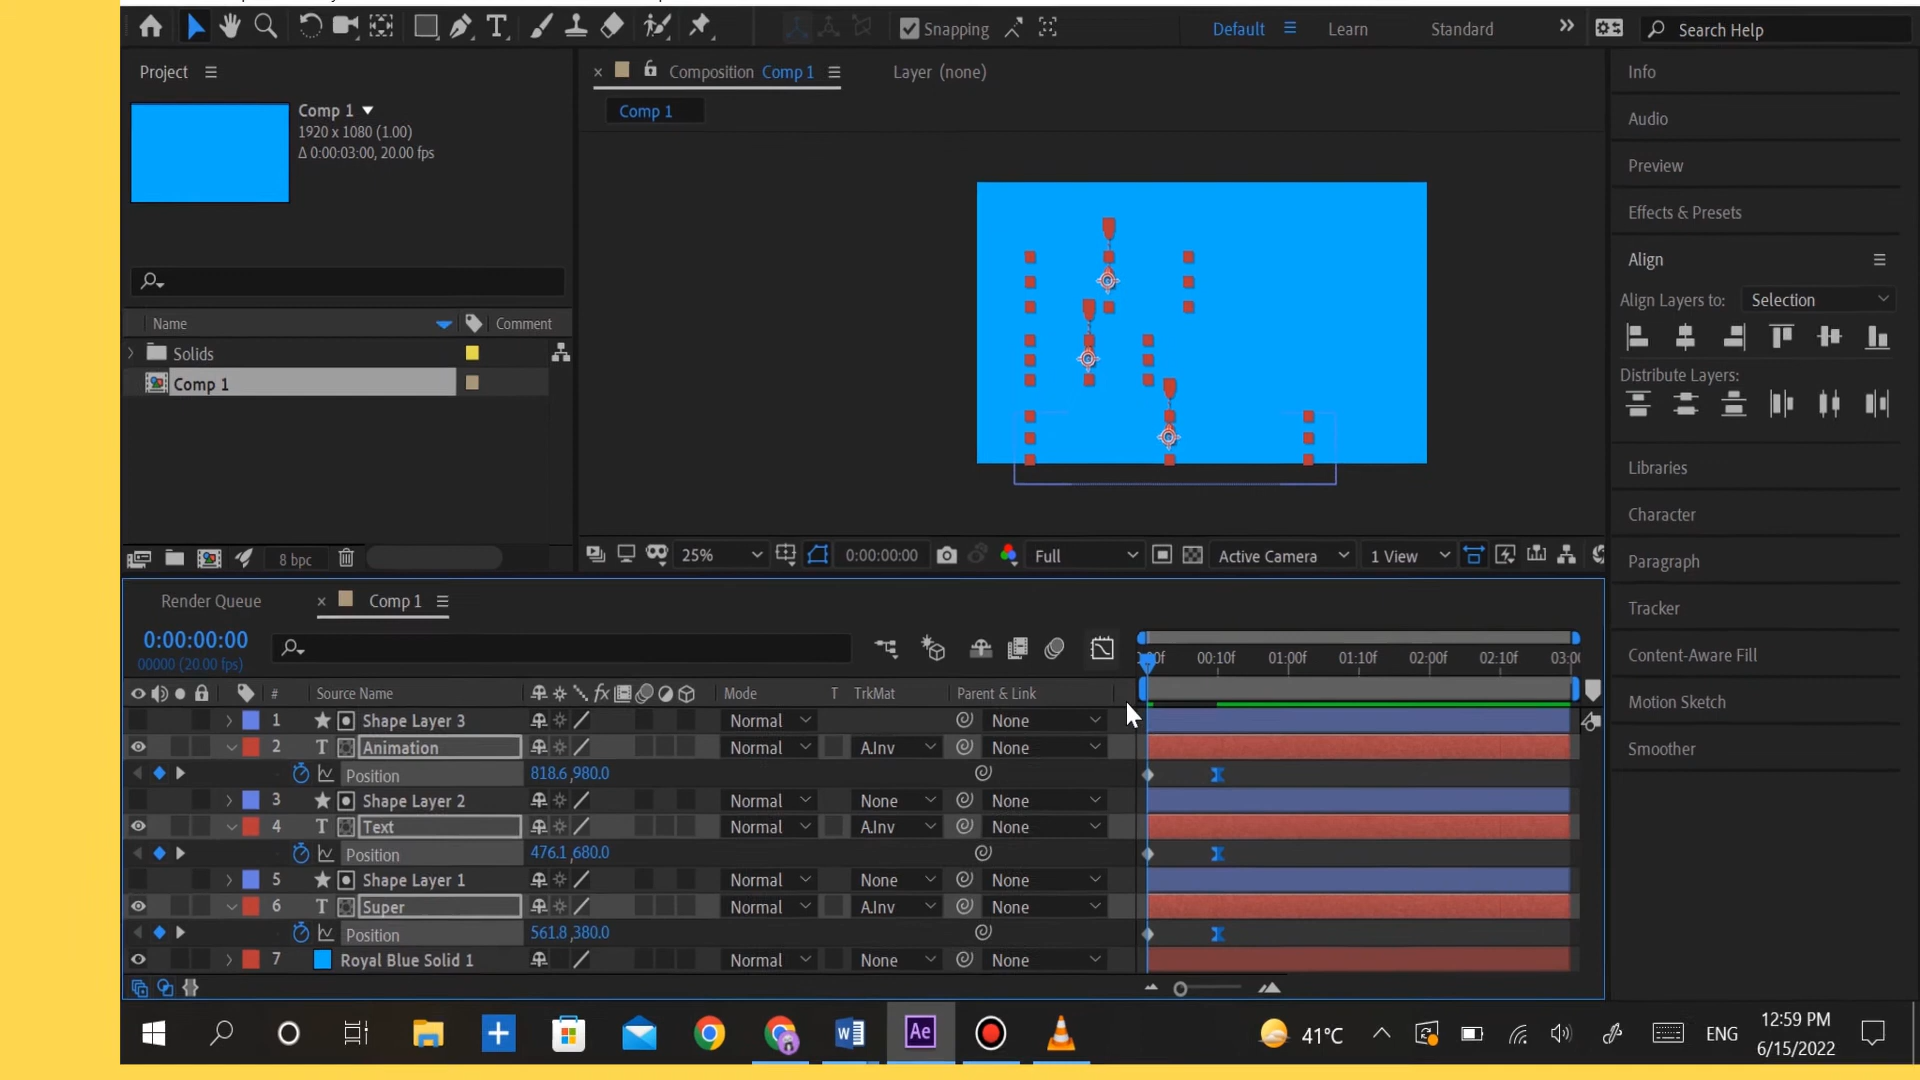 Snapping
Default
Learn
Standard
Search Help
Project
Composition Comp 1
Layer (none)
Info
Comp 1
1920 x 1080 (1.00)
Δ 0:00:03:00, 20.00 fps
Comp 1
Audio
Preview
Effects & Presets
Align
Align Layers to: Selection
Name
Comment
Solids
Comp 1
Distribute Layers:
Libraries
Character
Paragraph
Tracker
Content-Aware Fill
Motion Sketch
Smoother
8 bpc
25%
0:00:00:00
Full
Active Camera
1 View
Render Queue
Comp 1
0:00:00:00
00000 (20.00 fps)
00:10f 01:00f 01:10f 02:00f 02:10f
# Source Name fx Mode T TrkMat Parent & Link
1 Shape Layer 3 Normal None
2 T Animation Normal A.Inv None
Position 818.6,980.0
3 Shape Layer 2 Normal None None
4 T Text Normal A.Inv None
Position 476.1,680.0
5 Shape Layer 1 Normal None None
6 T Super Normal A.Inv None
Position 561.8,380.0
7 Royal Blue Solid 1 Normal None None
Ae
41°C
ENG
12:59 PM
6/15/2022